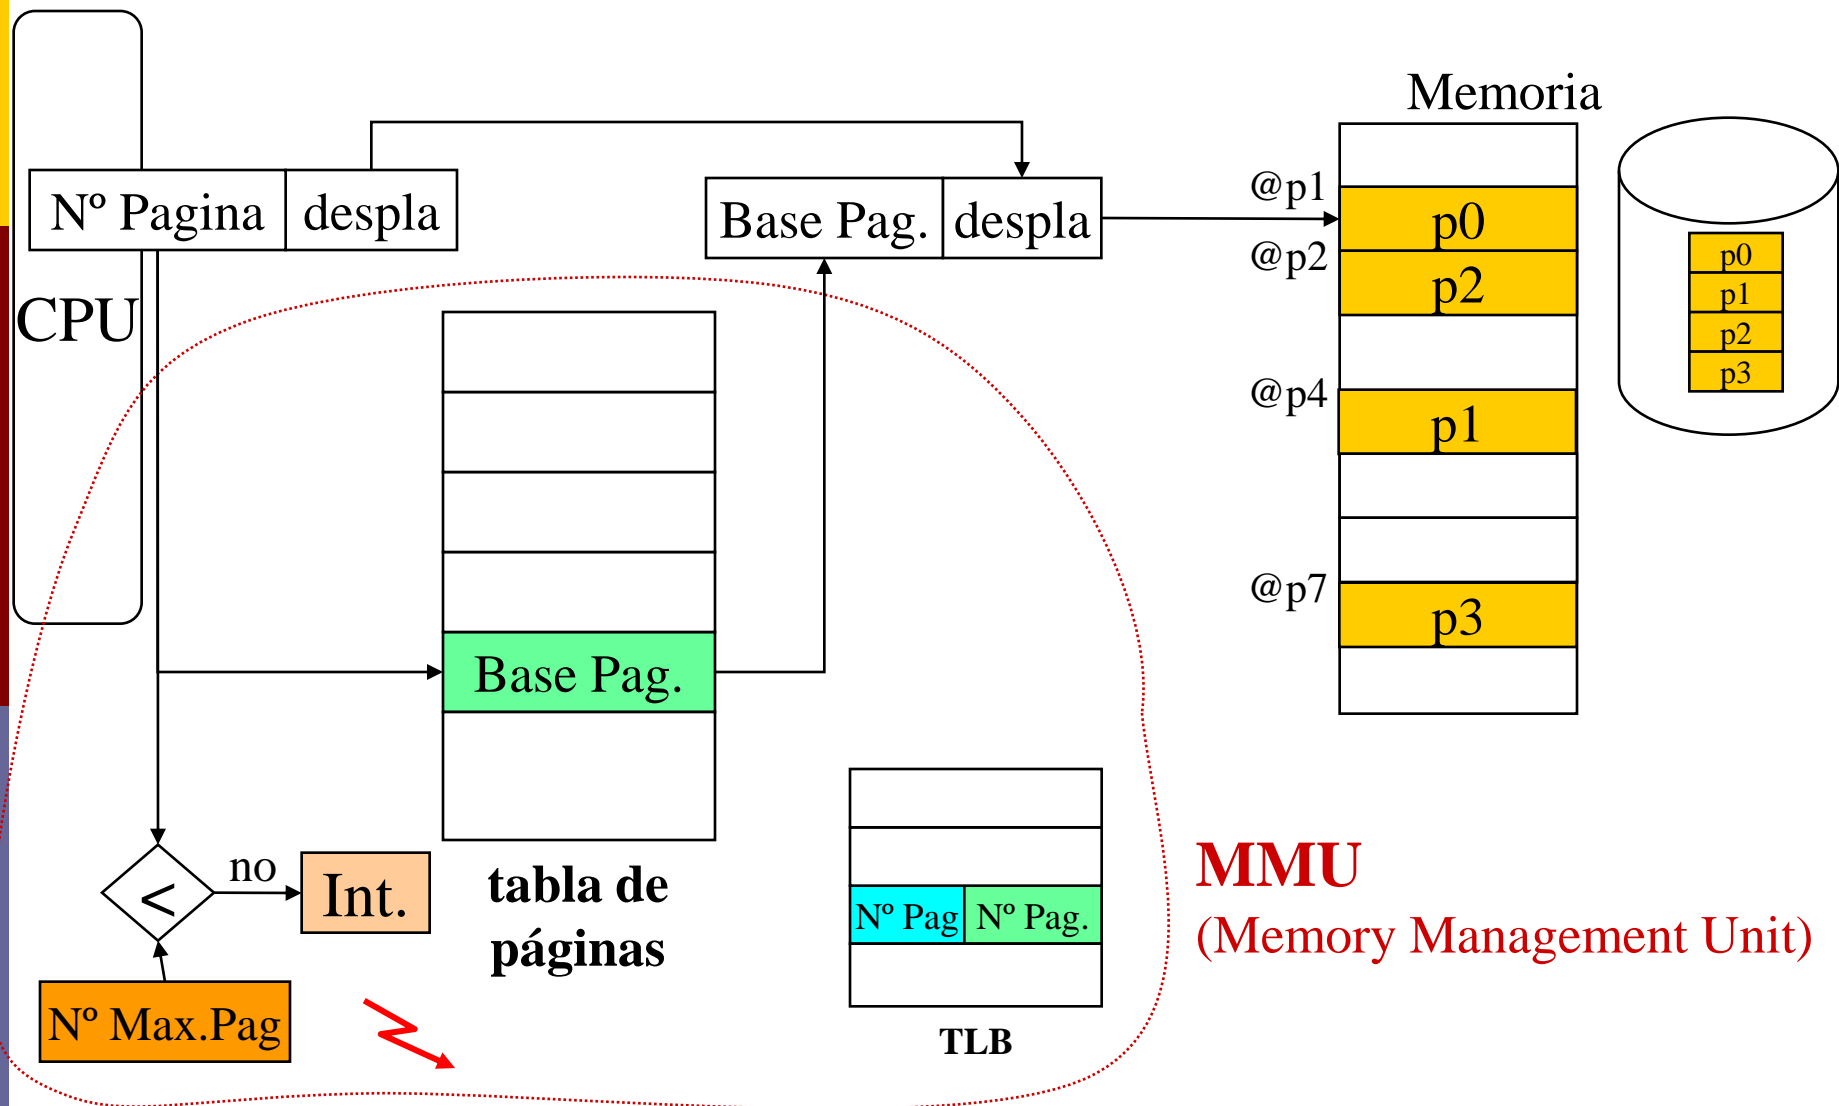 Memoria
Nº Pagina despla
Base Pag. despla
@p1
p0
@p2
p2
@p4
p1
@p7
p3
p0
p1
p2
p3
CPU
Base Pag.
<
no
Int.
Nº Max.Pag
tabla de
páginas
Nº Pag Nº Pag.
TLB
MMU
(Memory Management Unit)